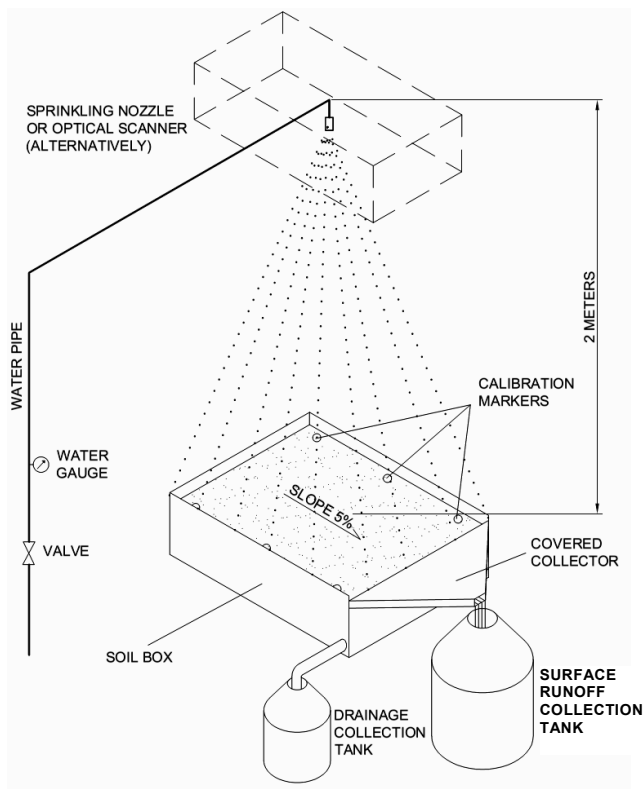 SPRINKLING NOZZLE
OR OPTICAL SCANNER
(ALTERNATIVELY)
2 METERS
WATER PIPE
CALIBRATION
MARKERS
WATER
GAUGE
SLOPE 5%
VALVE
COVERED
COLLECTOR
SOIL BOX
SURFACE
RUNOFF
COLLECTION
TANK
DRAINAGE
COLLECTION
TANK